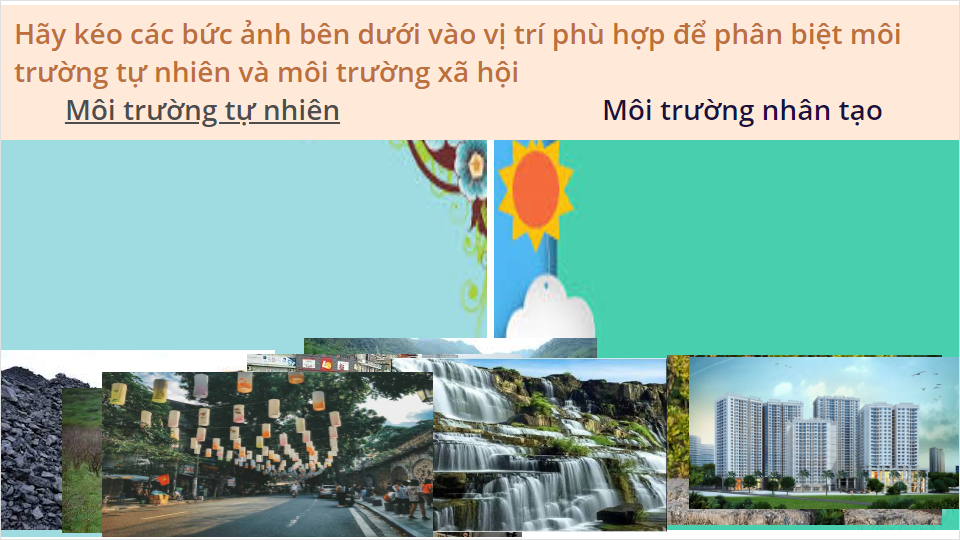 Hãy kéo các bức ảnh bên dưới vào vị trí phù hợp để phân biệt môi
trường tự nhiên và môi trường xã hội
Môi trường tự nhiên
Môi trường nhân tạo